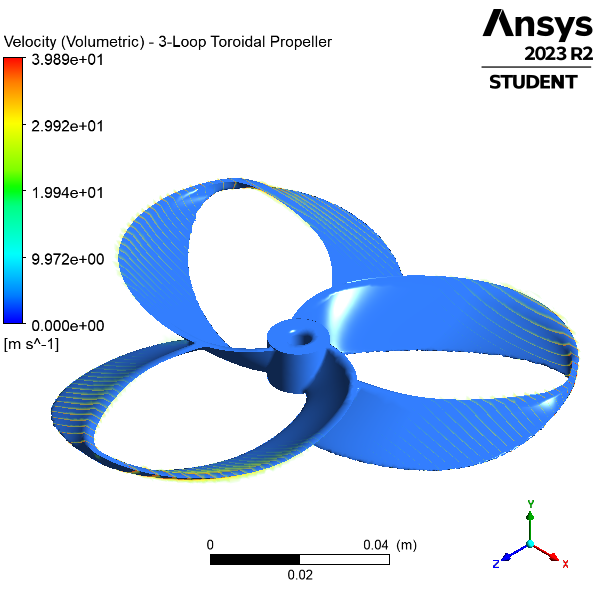 Ansys
2023 R2
STUDENT
Velocity (Volumetric) - 3-Loop Toroidal Propeller
3.989e+01
2.992e+01
1.994e+01
9.972e+00
0.000e+00
[m s^-1]
0 0.04 (m)
0.02
Y
Z X